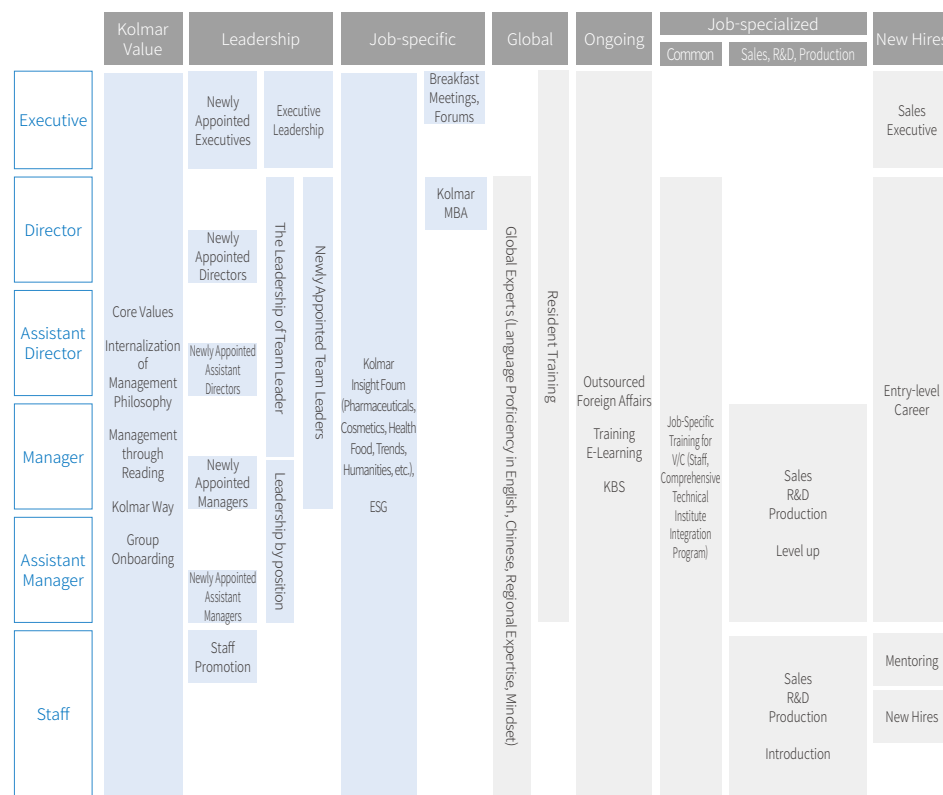 Kolmar
Value
Leadership
Job-specific
Global
Ongoing
Job-specialized
Common
Sales, R&D, Production
New Hires
Executive
Director
Assistant
Director
Manager
Assistant
Manager
Staff
Core Values
Internalization
of
Management
Philosophy
Management
through
Reading
Kolmar Way
Group
Onboarding
Newly
Appointed
Executives
Executive
Leadership
Newly
Appointed
Directors
Newly Appointed
Assistant
Directors
Newly
Appointed
Managers
Newly Appointed
Assistant
Managers
Staff
Promotion
The Leadership of Team Leader
Leadership by position
Newly Appointed Team Leaders
Kolmar
Insight Foum
(Pharmaceuticals,
Cosmetics, Health
Food, Trends,
Humanities, etc.),
ESG
Breakfast
Meetings,
Forums
Kolmar
MBA
Global Experts (Language Proficiency in English, Chinese, Regional Expertise, Mindset)
Resident Training
Outsourced
Foreign Affairs
Training
E-Learning
KBS
Job-Specific
Training for
V/C (Staff,
Comprehensive
Technical
Institute
Integration
Program)
Sales
R&D
Production
Level up
Sales
R&D
Production
Introduction
Sales
Executive
Entry-level
Career
Mentoring
New Hires